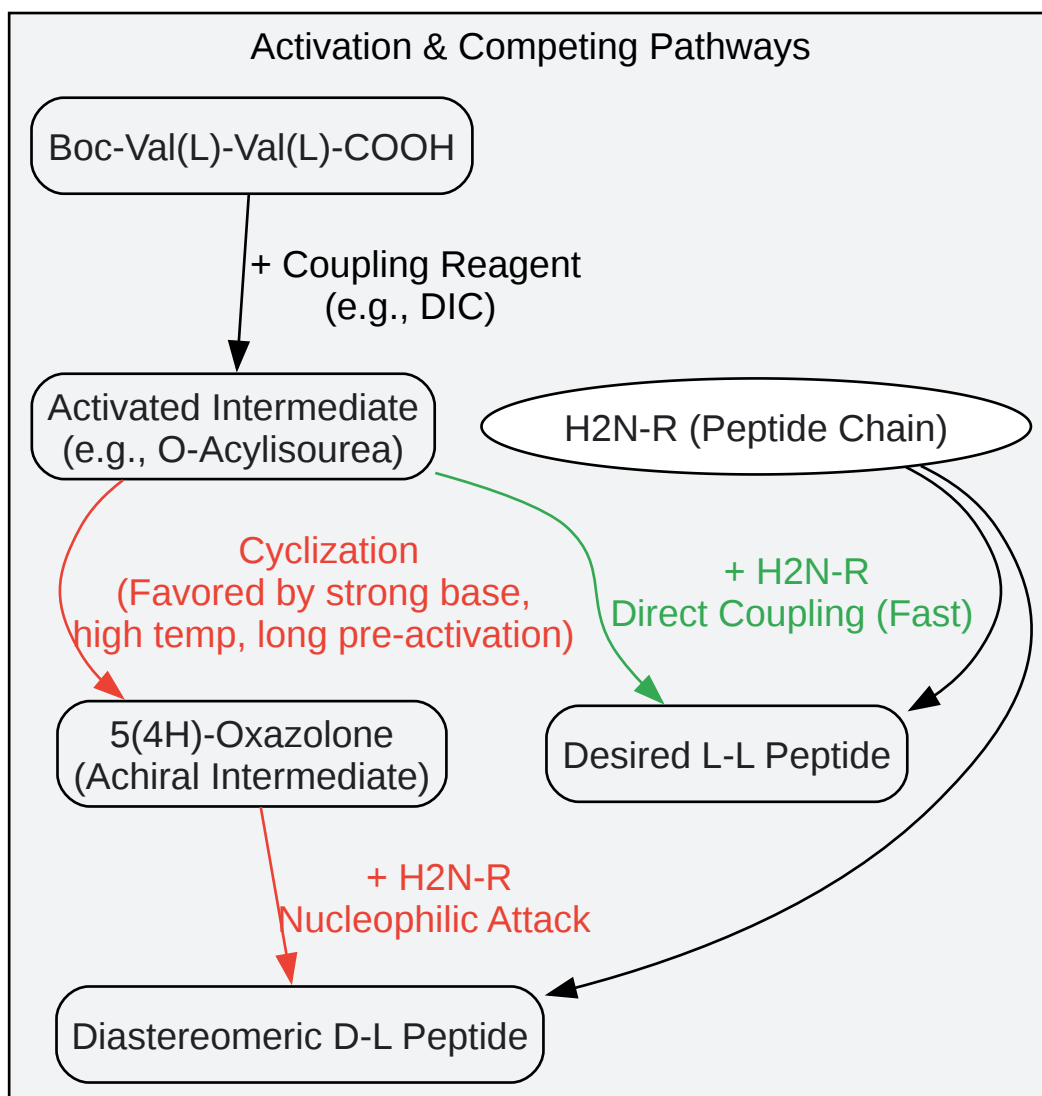 Activation & Competing Pathways
Boc-Val(L)-Val(L)-COOH
+ Coupling Reagent
(e.g., DIC)
Activated Intermediate
(e.g., O-Acylisourea)
H2N-R (Peptide Chain)
Cyclization
(Favored by strong base,
high temp, long pre-activation)
+ H2N-R
Direct Coupling (Fast)
5(4H)-Oxazolone
(Achiral Intermediate)
Desired L-L Peptide
+ H2N-R
Nucleophilic Attack
Diastereomeric D-L Peptide